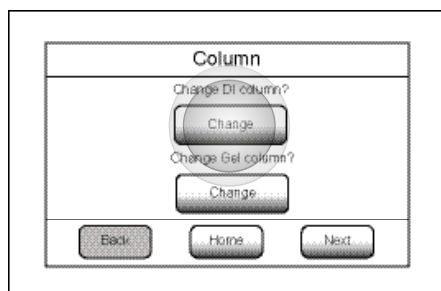 Column
Change DI column?
Change
Change Gel column?
Change
Back Home Next